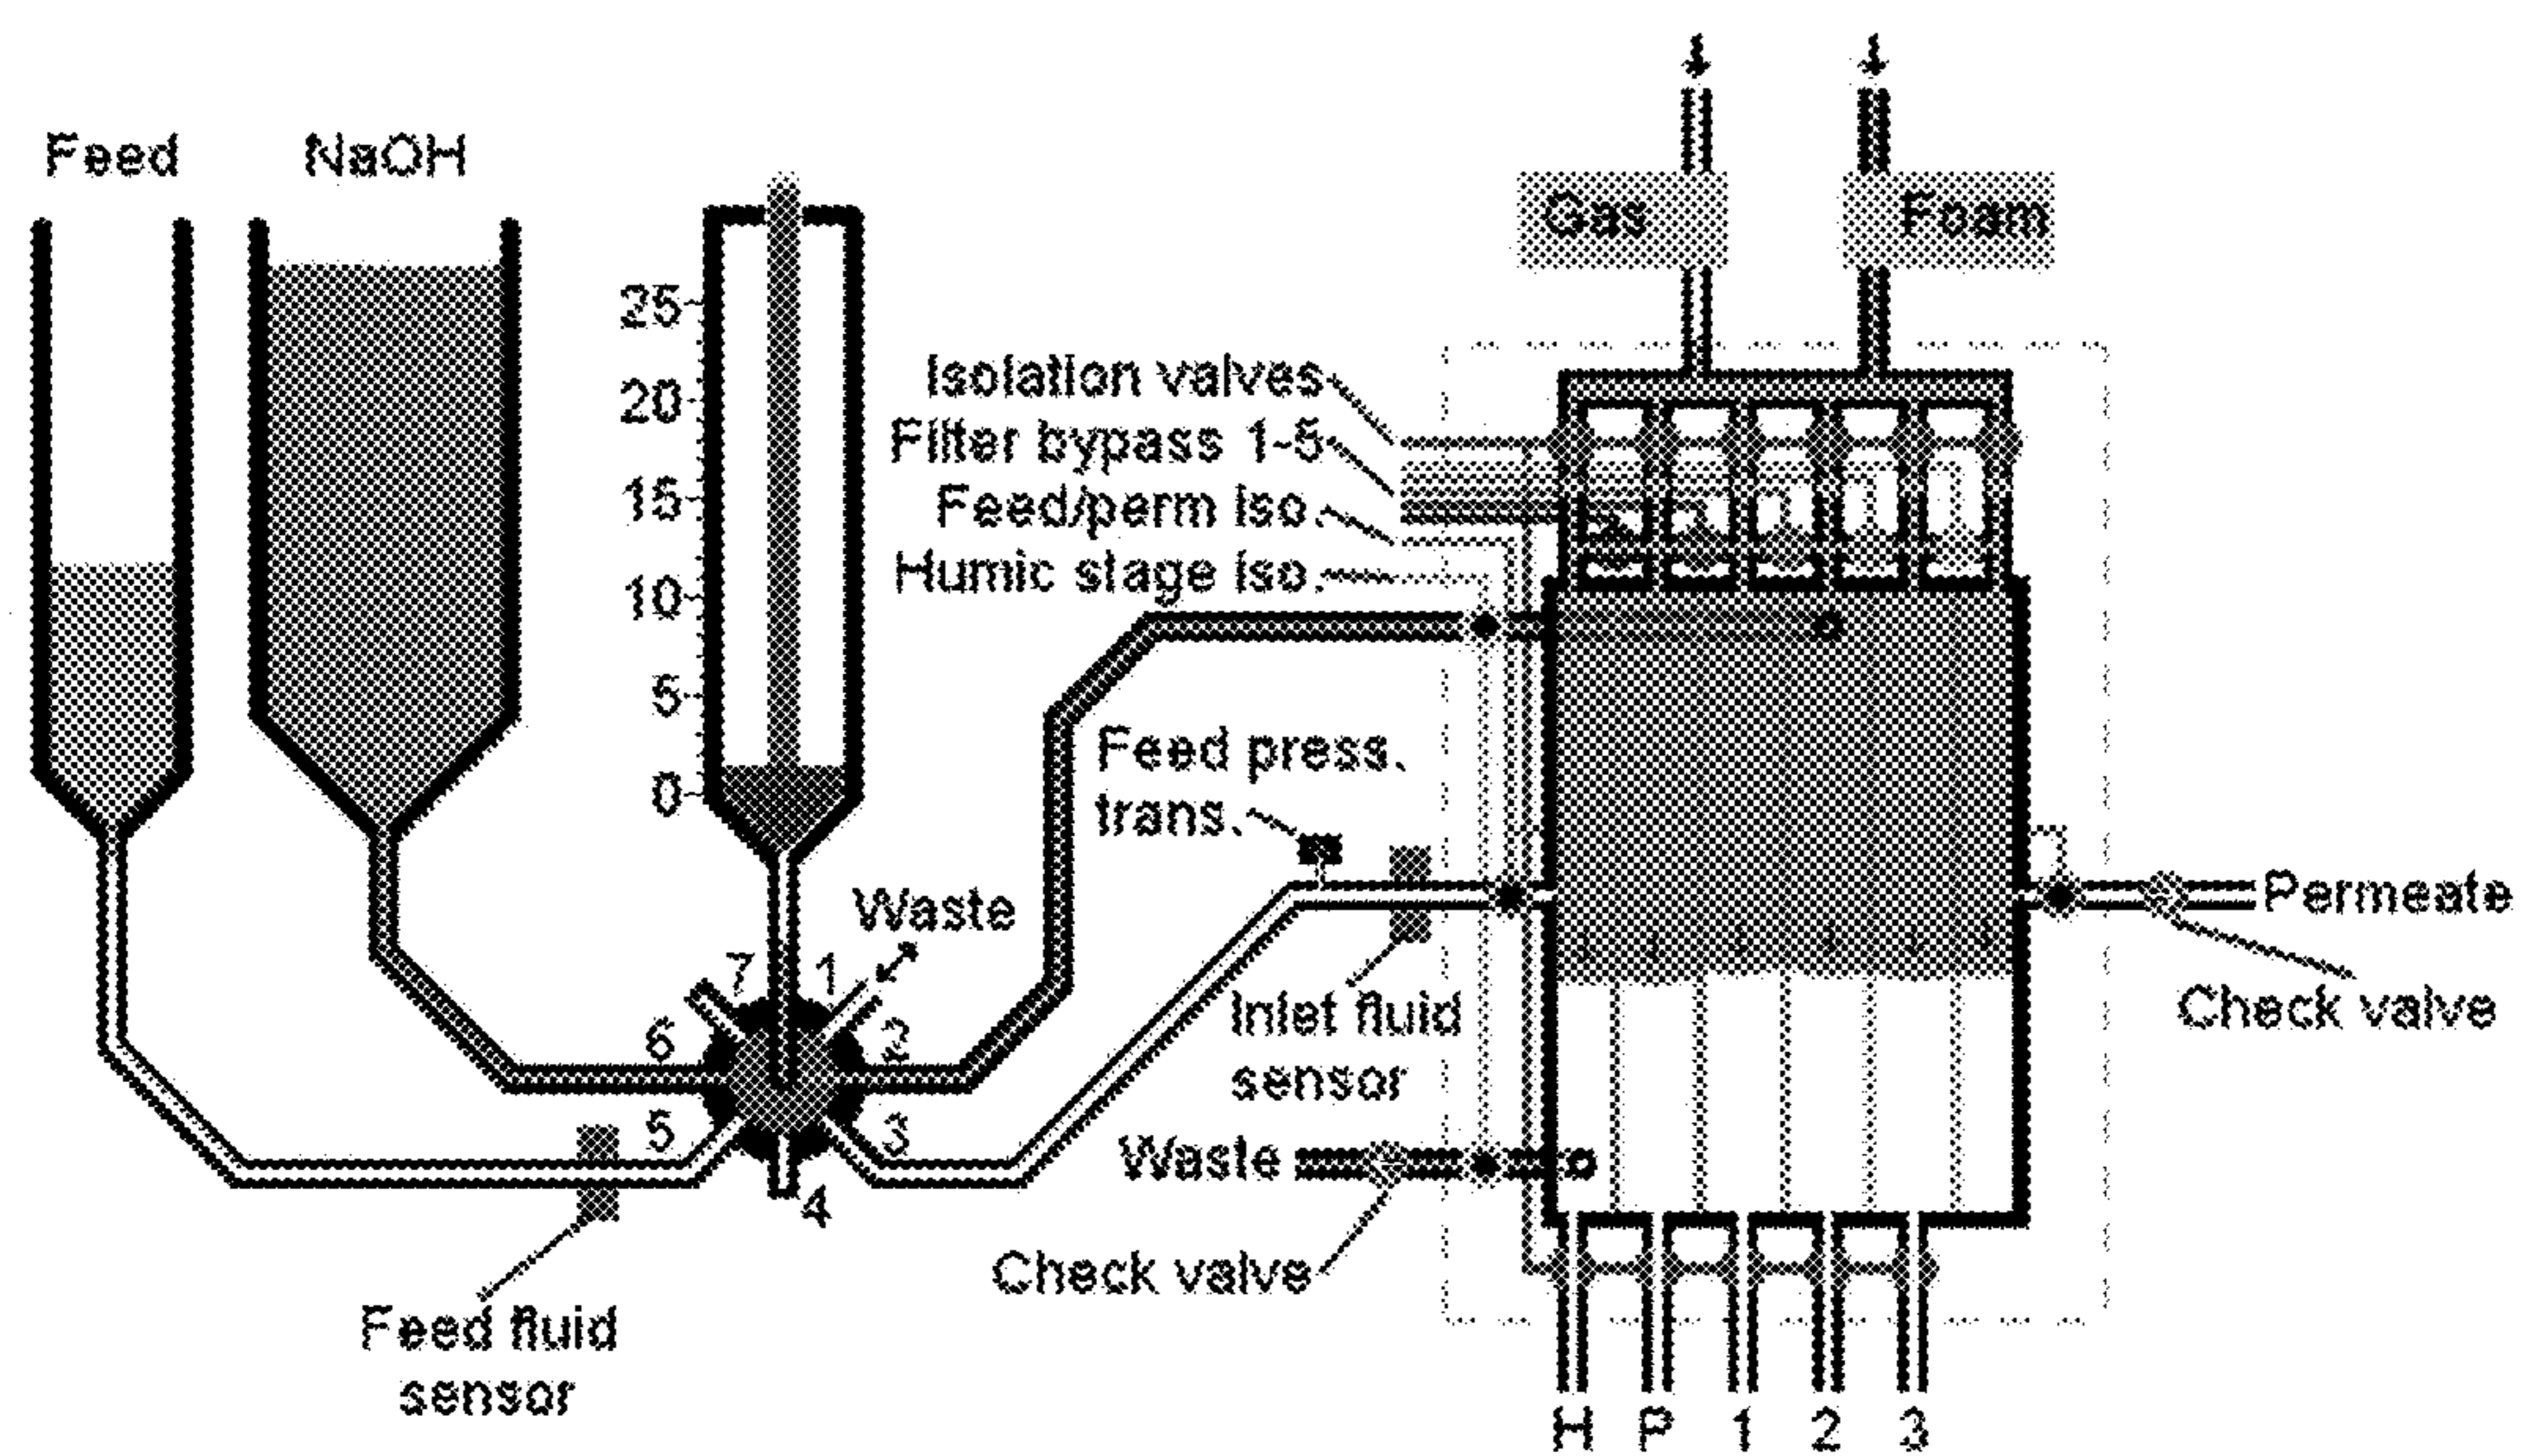 Feed
NaOH
Gas
Foam
25
20
15
10
5
0
Isolation valves
Filter bypass 1-5
Feed/perm iso.
Humic stage iso.
Feed press.
trans.
Waste
7
1
6
2
5
3
4
Inlet fluid
sensor
Permeate
Check valve
Waste
Check valve
Feed fluid
sensor
H
P
1
2
3